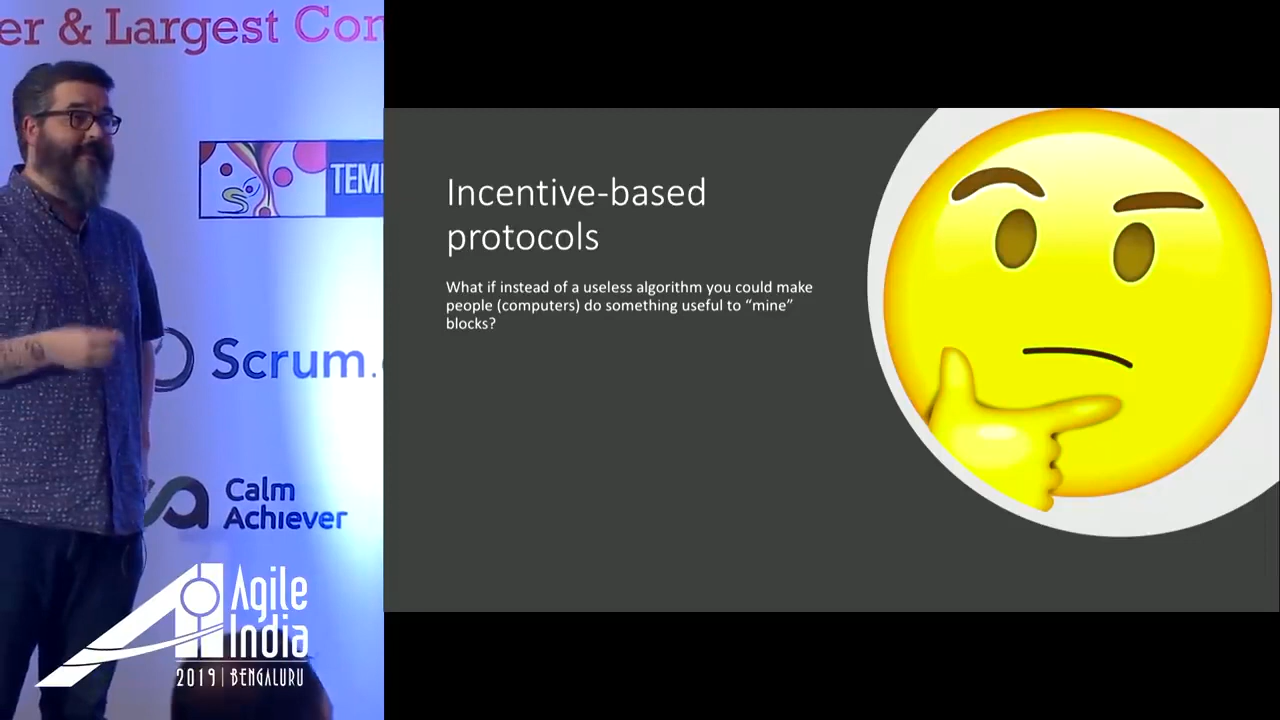 er & Largest Con
TEM
Scrum.
Calm
Achiever
Agile
India
2019 | BENGALURU
Incentive-based
protocols
What if instead of a useless algorithm you could make
people (computers) do something useful to “mine”
blocks?